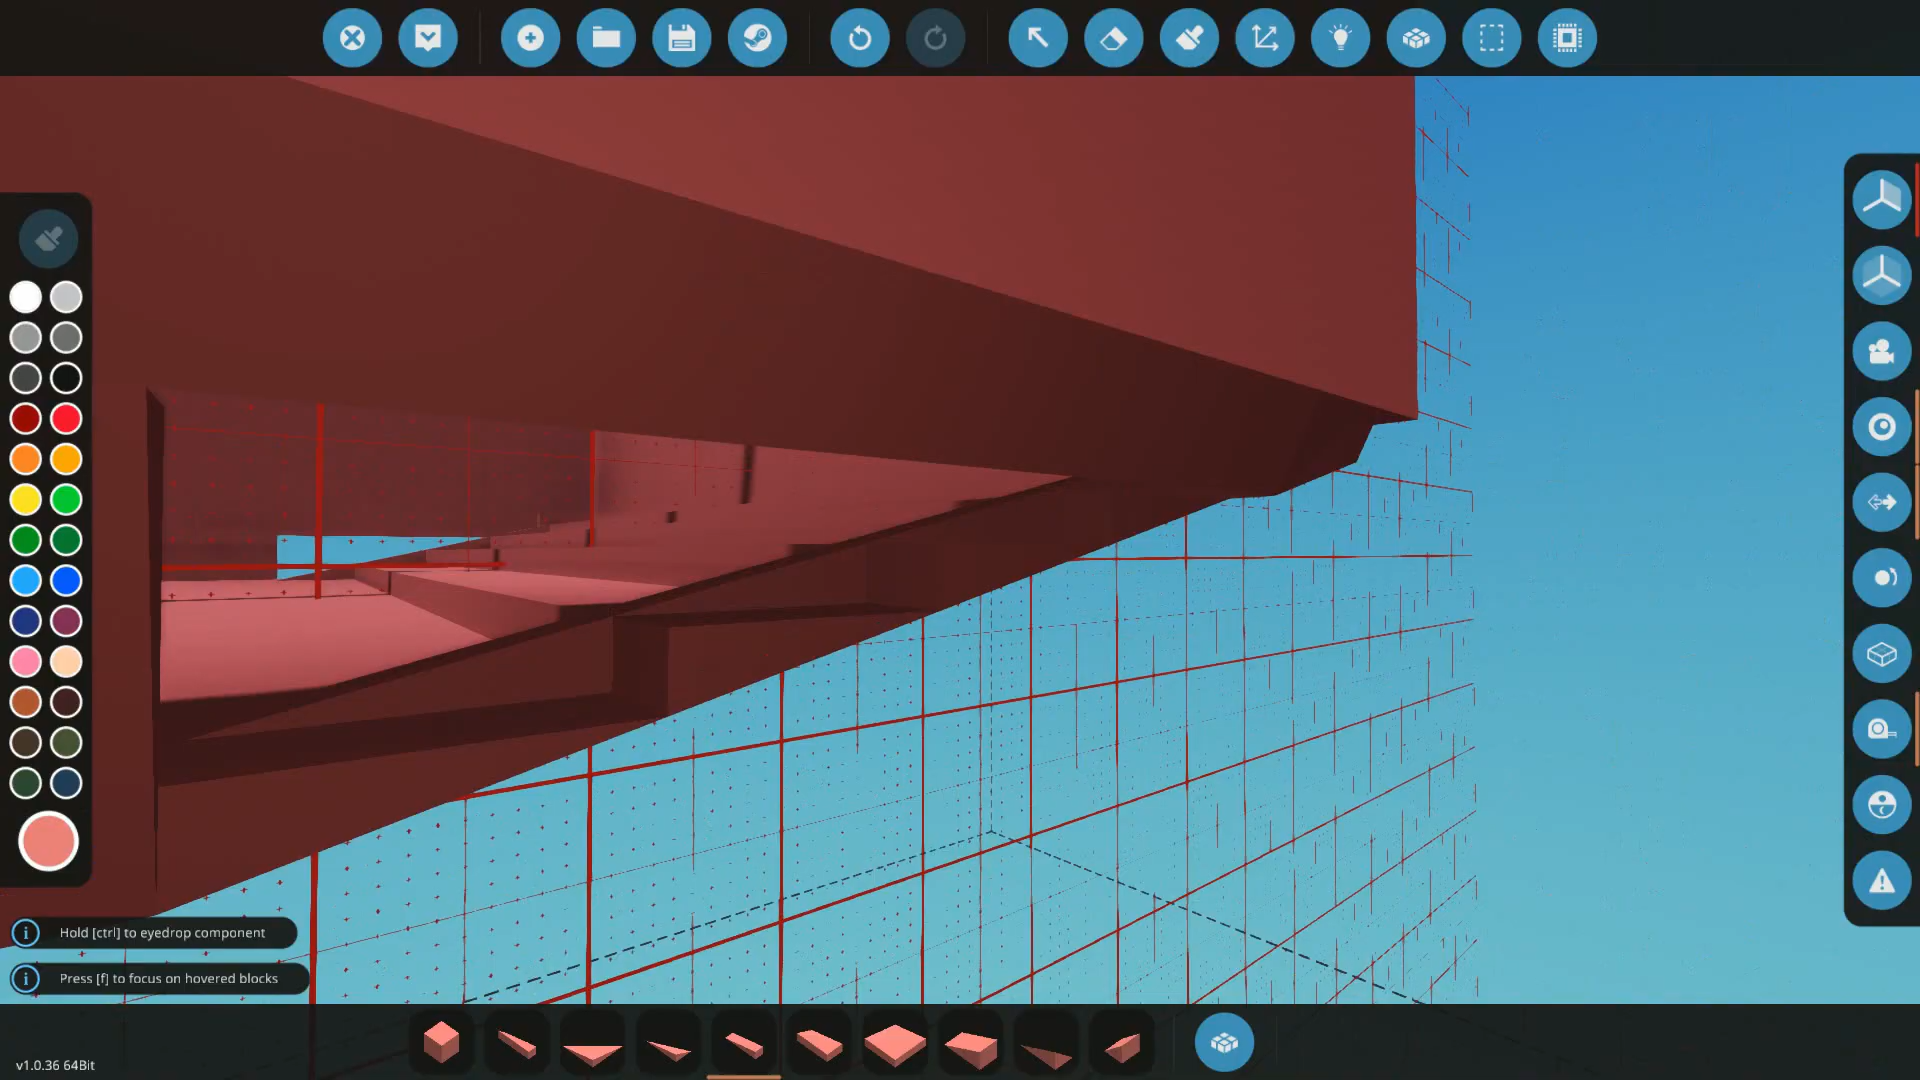 Hold [ctrl] to eyedrop component
Press [f] to focus on hovered blocks
v1.0.36 64Bit